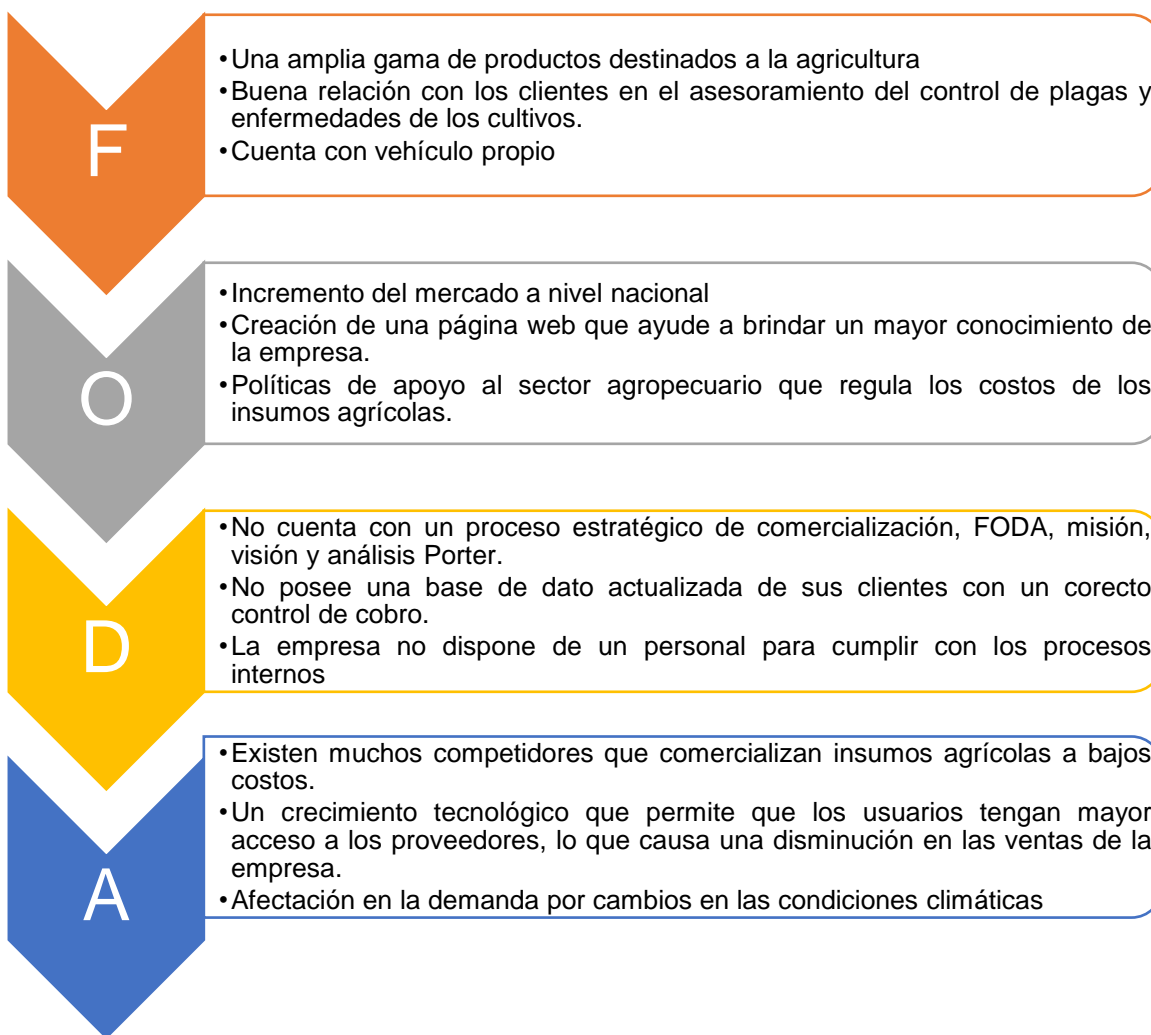 F
•Una amplia gama de productos destinados a la agricultura
•Buena relación con los clientes en el asesoramiento del control de plagas y
enfermedades de los cultivos.
•Cuenta con vehículo propio
O
•Incremento del mercado a nivel nacional
•Creación de una página web que ayude a brindar un mayor conocimiento de
la empresa.
•Políticas de apoyo al sector agropecuario que regula los costos de los
insumos agrícolas.
D
•No cuenta con un proceso estratégico de comercialización, FODA, misión,
visión y análisis Porter.
•No posee una base de dato actualizada de sus clientes con un corecto
control de cobro.
•La empresa no dispone de un personal para cumplir con los procesos
internos
A
•Existen muchos competidores que comercializan insumos agrícolas a bajos
costos.
•Un crecimiento tecnológico que permite que los usuarios tengan mayor
acceso a los proveedores, lo que causa una disminución en las ventas de la
empresa.
•Afectación en la demanda por cambios en las condiciones climáticas